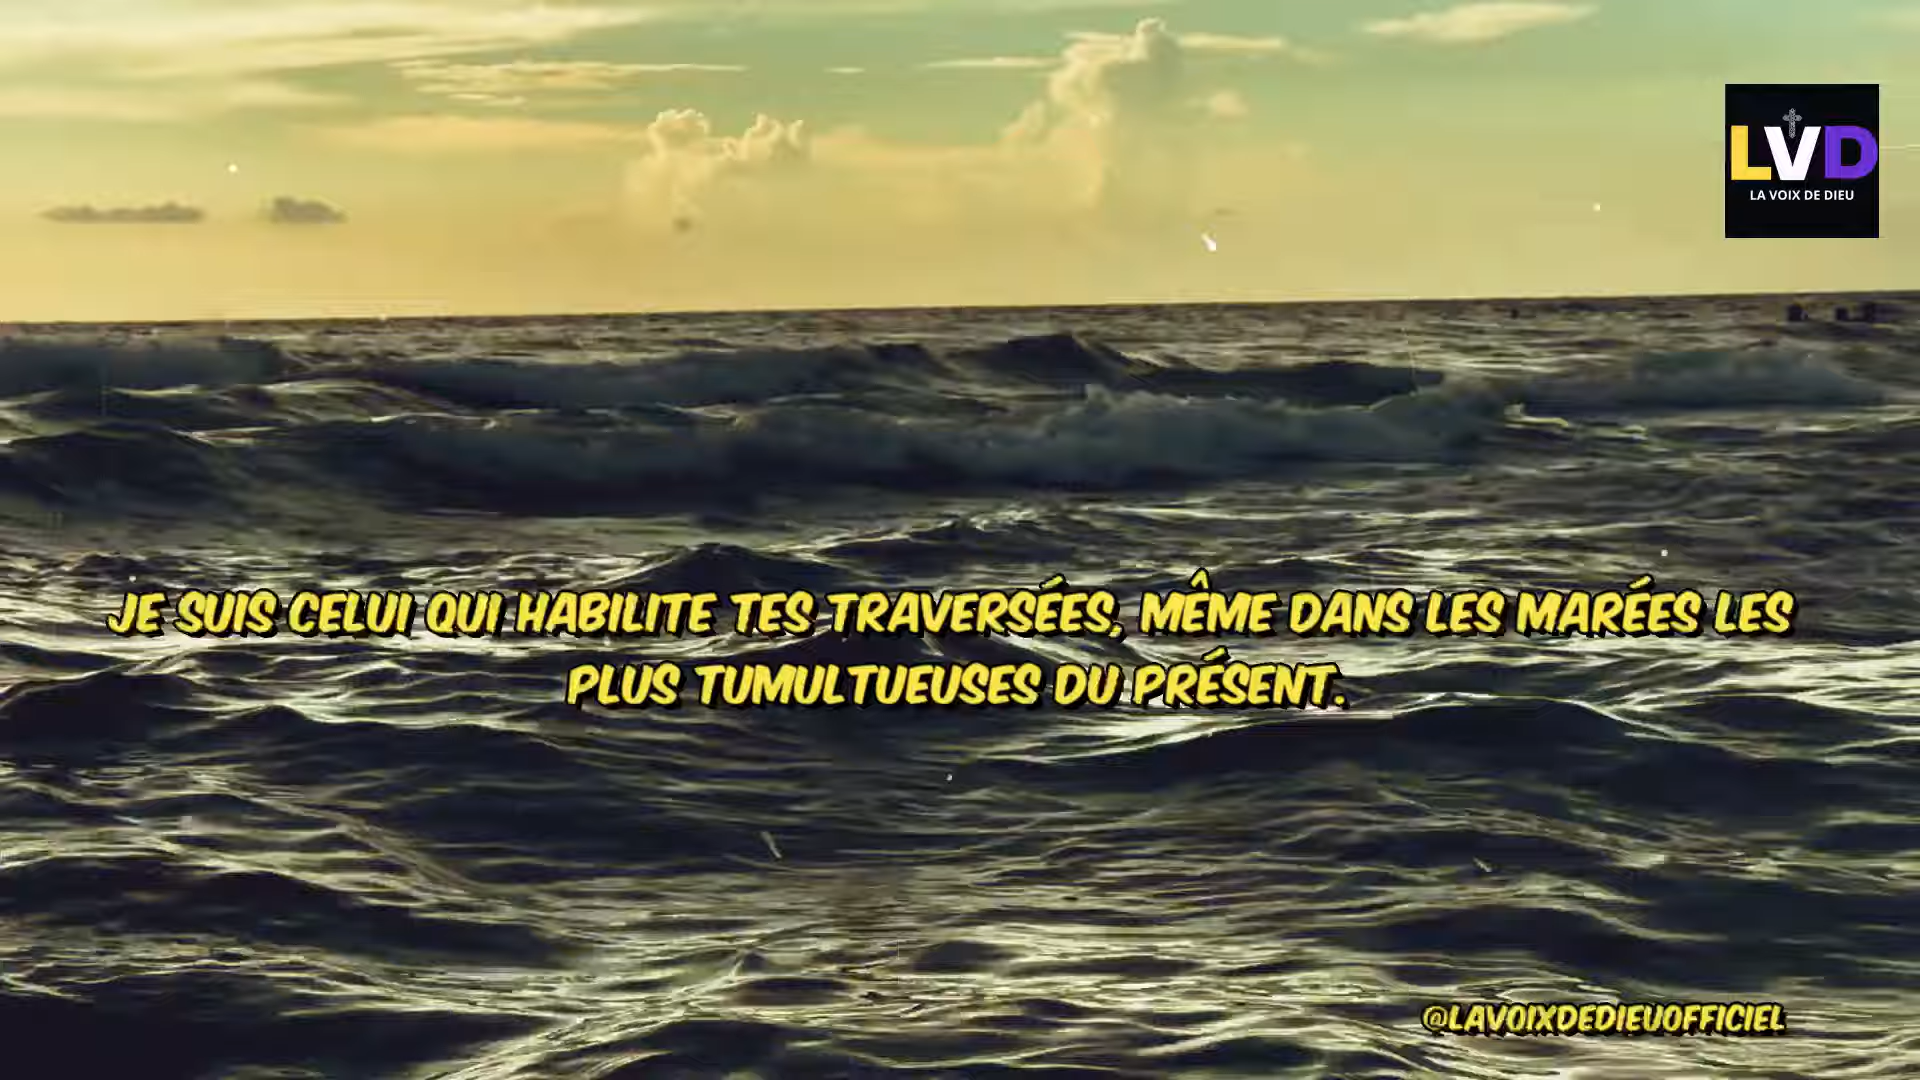 LVD
LA VOIX DE DIEU
JE SUIS CELUI QUI HABILITE TES TRAVERSÉES, MÊME DANS LES MARÉES LES
PLUS TUMULTUEUSES DU PRÉSENT.
@LAVOIXDEDIEUOFFICIEL